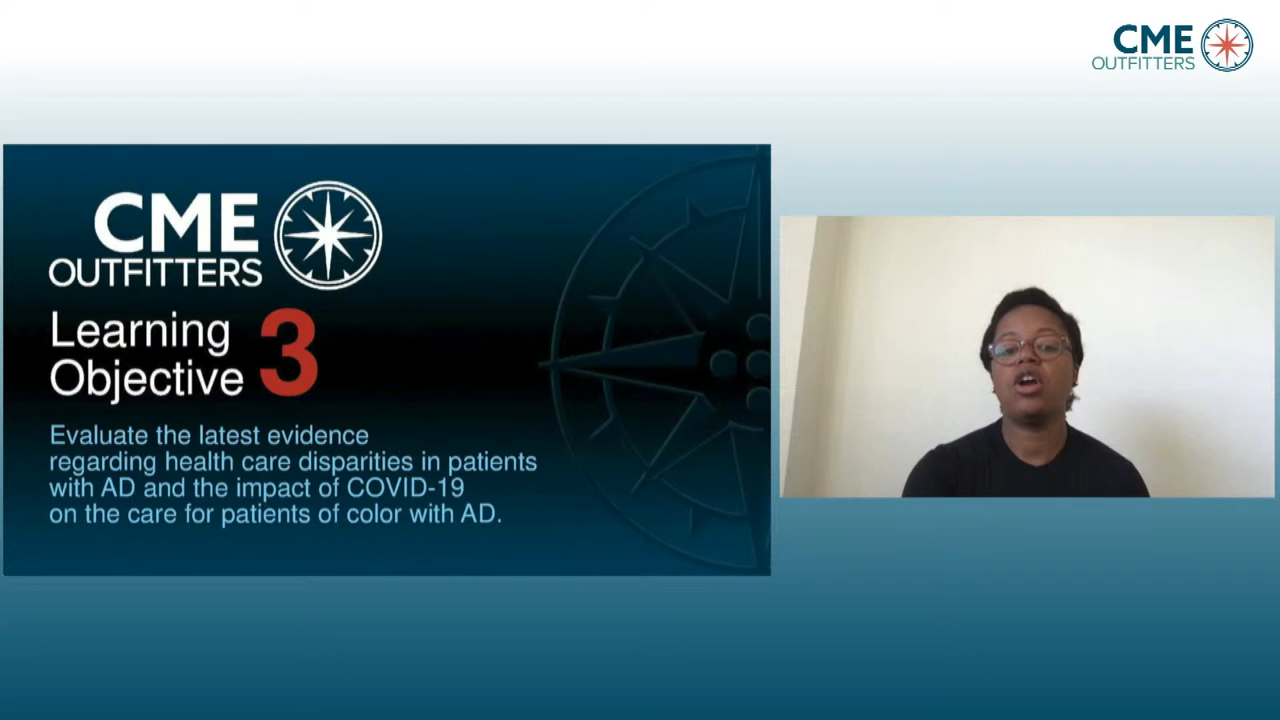 CME
OUTFITTERS
CME
OUTFITTERS
Learning
Objective 3
Evaluate the latest evidence
regarding health care disparities in patients
with AD and the impact of COVID-19
on the care for patients of color with AD.